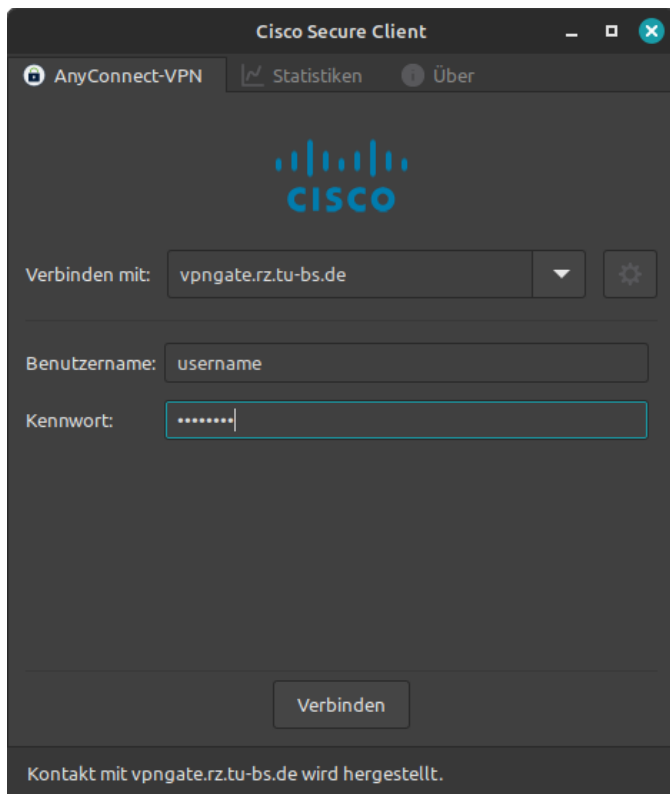 Cisco Secure Client
AnyConnect-VPN Statistiken Über
CISCO
Verbinden mit: vpngate.rz.tu-bs.de
Benutzername: username
Kennwort: ••••••••
Verbinden
Kontakt mit vpngate.rz.tu-bs.de wird hergestellt.